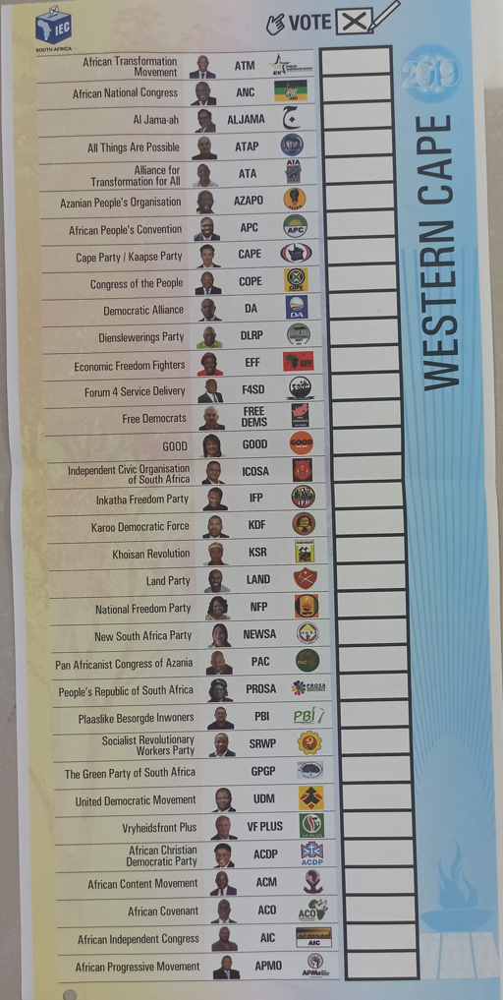 IEC
SOUTH AFRICA
VOTE
2019
WESTERN CAPE
African Transformation
Movement ATM
African National Congress ANC
Al Jama-ah ALJAMA
All Things Are Possible ATAP
Alliance for
Transformation for All ATA ATA
Azanian People's Organisation AZAPO
African People's Convention APC APC
Cape Party / Kaapse Party CAPE
Congress of the People COPE COPE
Democratic Alliance DA DA
Dienslewerings Party DLRP
Economic Freedom Fighters EFF EFF
Forum 4 Service Delivery F4SD
Free Democrats FREE
DEMS
GOOD GOOD GOOD
Independent Civic Organisation
of South Africa ICOSA
Inkatha Freedom Party IFP IFP
Karoo Democratic Force KDF
Khoisan Revolution KSR
Land Party LAND
National Freedom Party NFP
New South Africa Party NEWSA
Pan Africanist Congress of Azania PAC PAC
People's Republic of South Africa PROSA PROSA
Plaaslike Besorgde Inwoners PBI PBI
Socialist Revolutionary
Workers Party SRWP
The Green Party of South Africa GPGP
United Democratic Movement UDM
Vryheidsfront Plus VF PLUS VF PLUS
African Christian
Democratic Party ACDP ACDP
African Content Movement ACM
African Covenant ACO ACO
African Independent Congress AIC AIC
African Progressive Movement APMO APMo